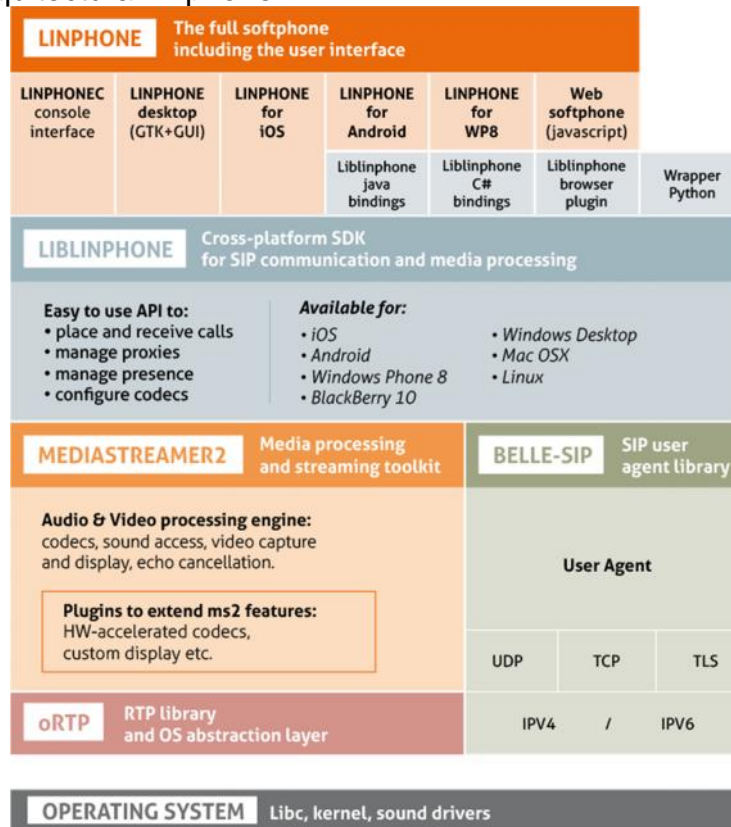 LINPHONE
The full softphone
including the user interface
LINPHONEC
console
interface
LINPHONE
desktop
(GTK+GUI)
LINPHONE
for
iOS
LINPHONE
for
Android
LINPHONE
for
WP8
Web
softphone
(javascript)
Liblinphone
java
bindings
Liblinphone
C#
bindings
Liblinphone
browser
plugin
Wrapper
Python
LIBLINPHONE
Cross-platform SDK
for SIP communication and media processing
Easy to use API to:
• place and receive calls
• manage proxies
• manage presence
• configure codecs
Available for:
• iOS
• Android
• Windows Phone 8
• BlackBerry 10
• Windows Desktop
• Mac OSX
• Linux
MEDIASTREAMER2
Media processing
and streaming toolkit
Audio & Video processing engine:
codecs, sound access, video capture
and display, echo cancellation.
Plugins to extend ms2 features:
HW-accelerated codecs,
custom display etc.
BELLE-SIP
SIP user
agent library
User Agent
UDP
TCP
TLS
oRTP
RTP library
and OS abstraction layer
IPV4 / IPV6
OPERATING SYSTEM
Libc, kernel, sound drivers